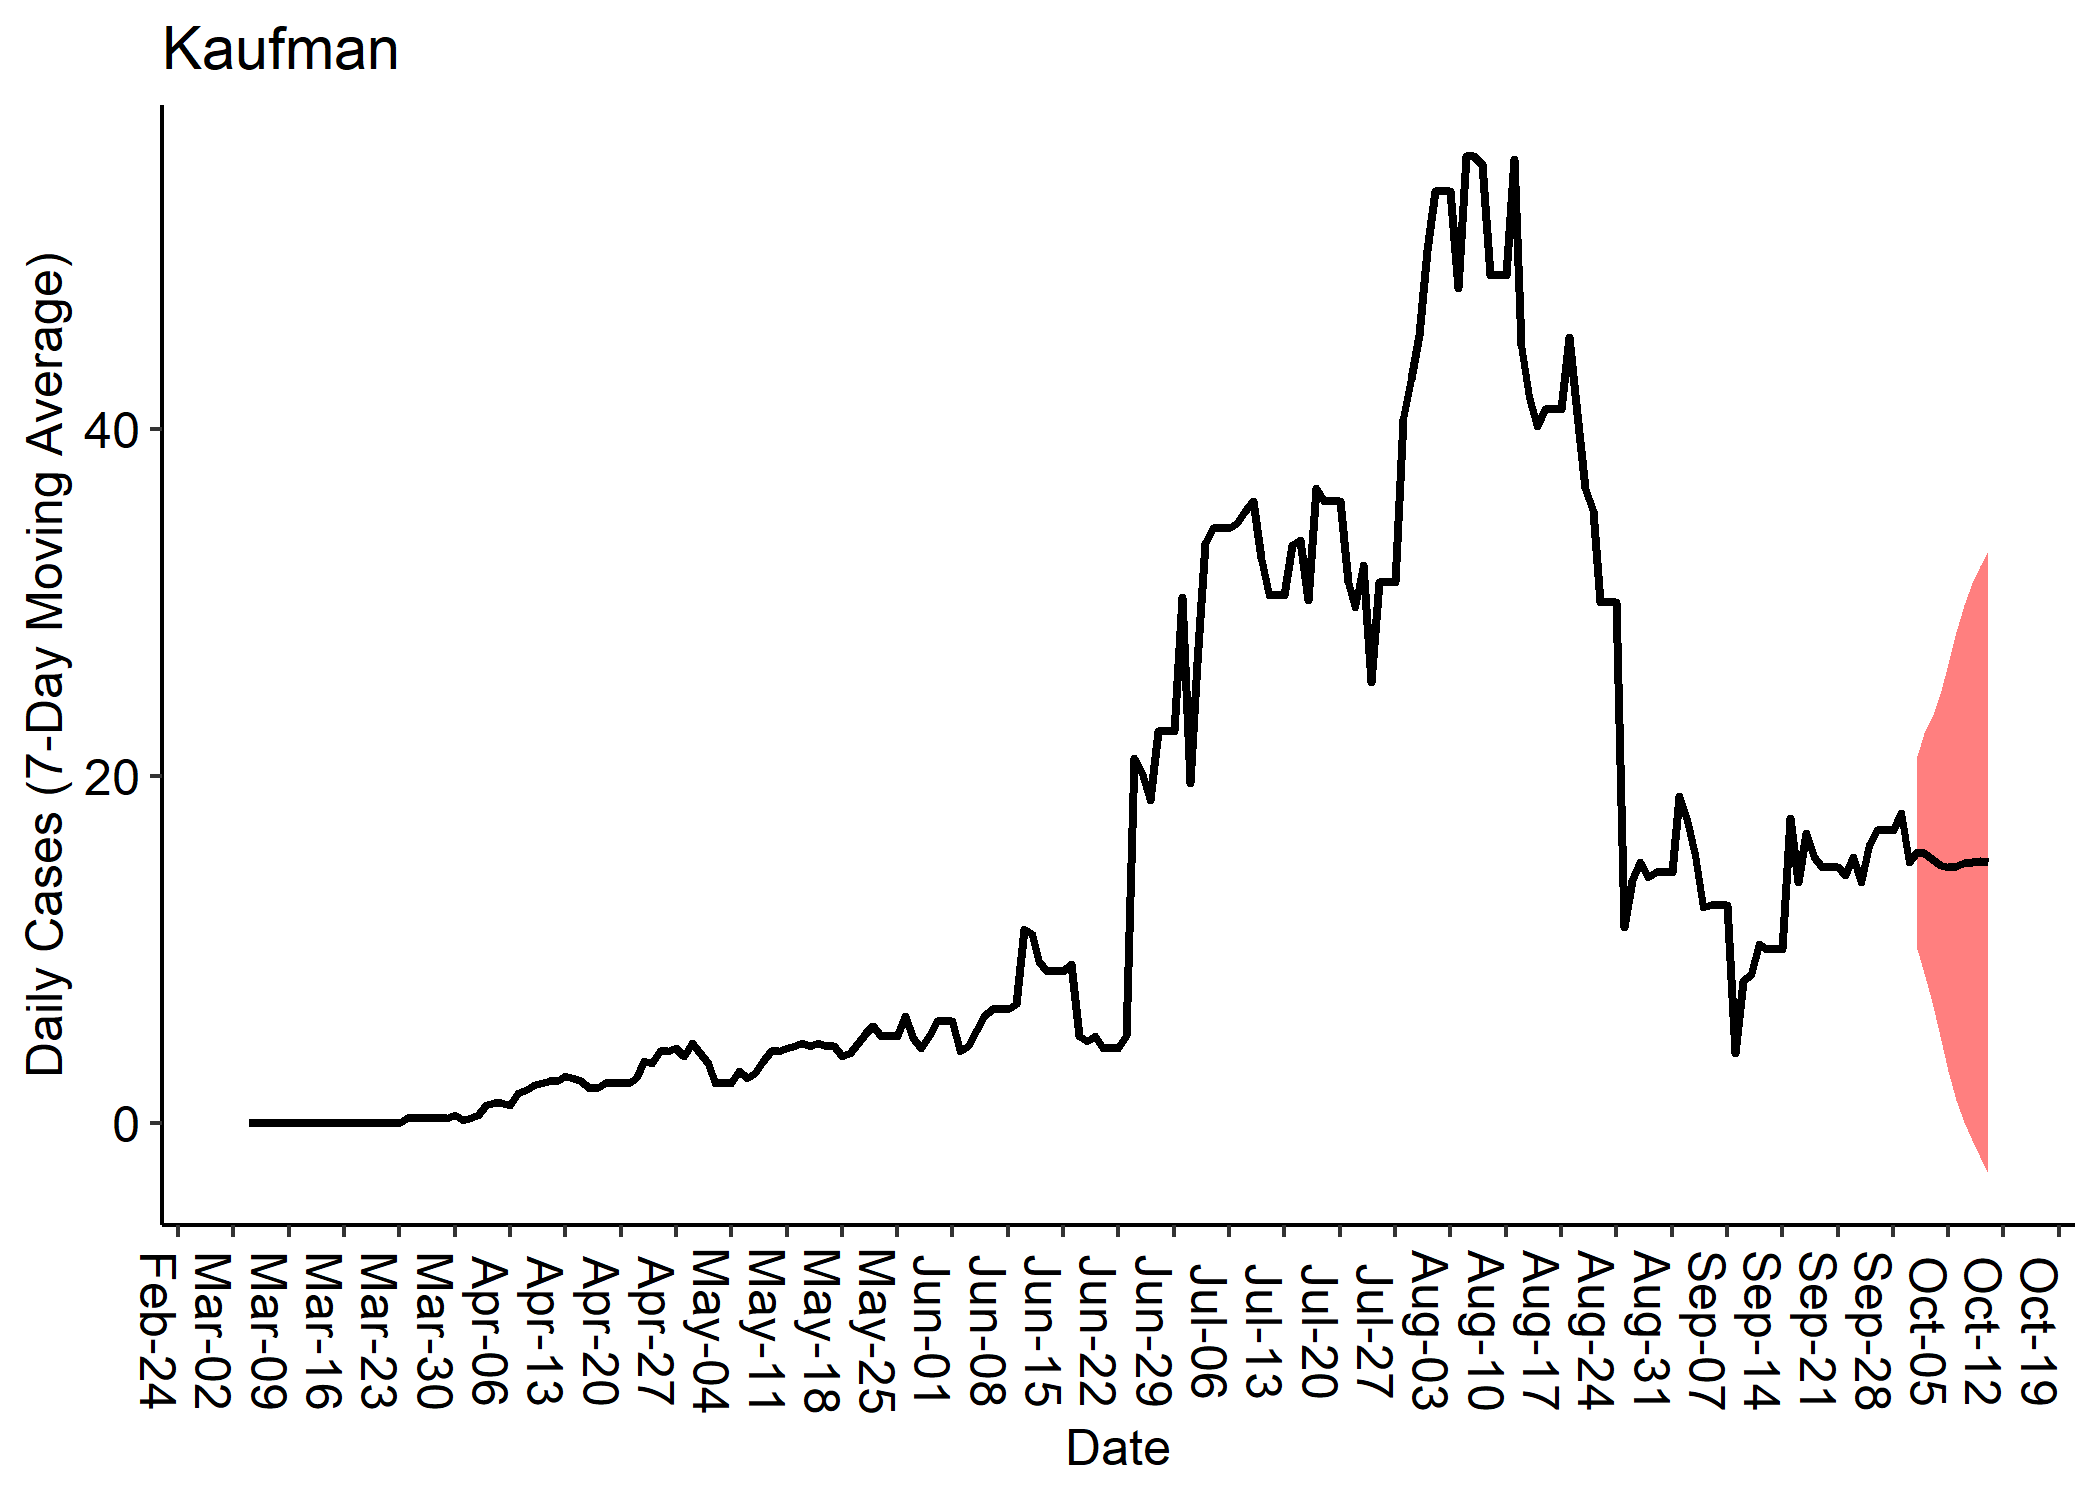 Kaufman
Daily Cases (7-Day Moving Average)
40
20
0
Feb-24
Mar-02
Mar-09
Mar-16
Mar-23
Mar-30
Apr-06
Apr-13
Apr-20
Apr-27
May-04
May-11
May-18
May-25
Jun-01
Jun-08
Jun-15
Jun-22
Jun-29
Jul-06
Jul-13
Jul-20
Jul-27
Aug-03
Aug-10
Aug-17
Aug-24
Aug-31
Sep-07
Sep-14
Sep-21
Sep-28
Oct-05
Oct-12
Oct-19
Date